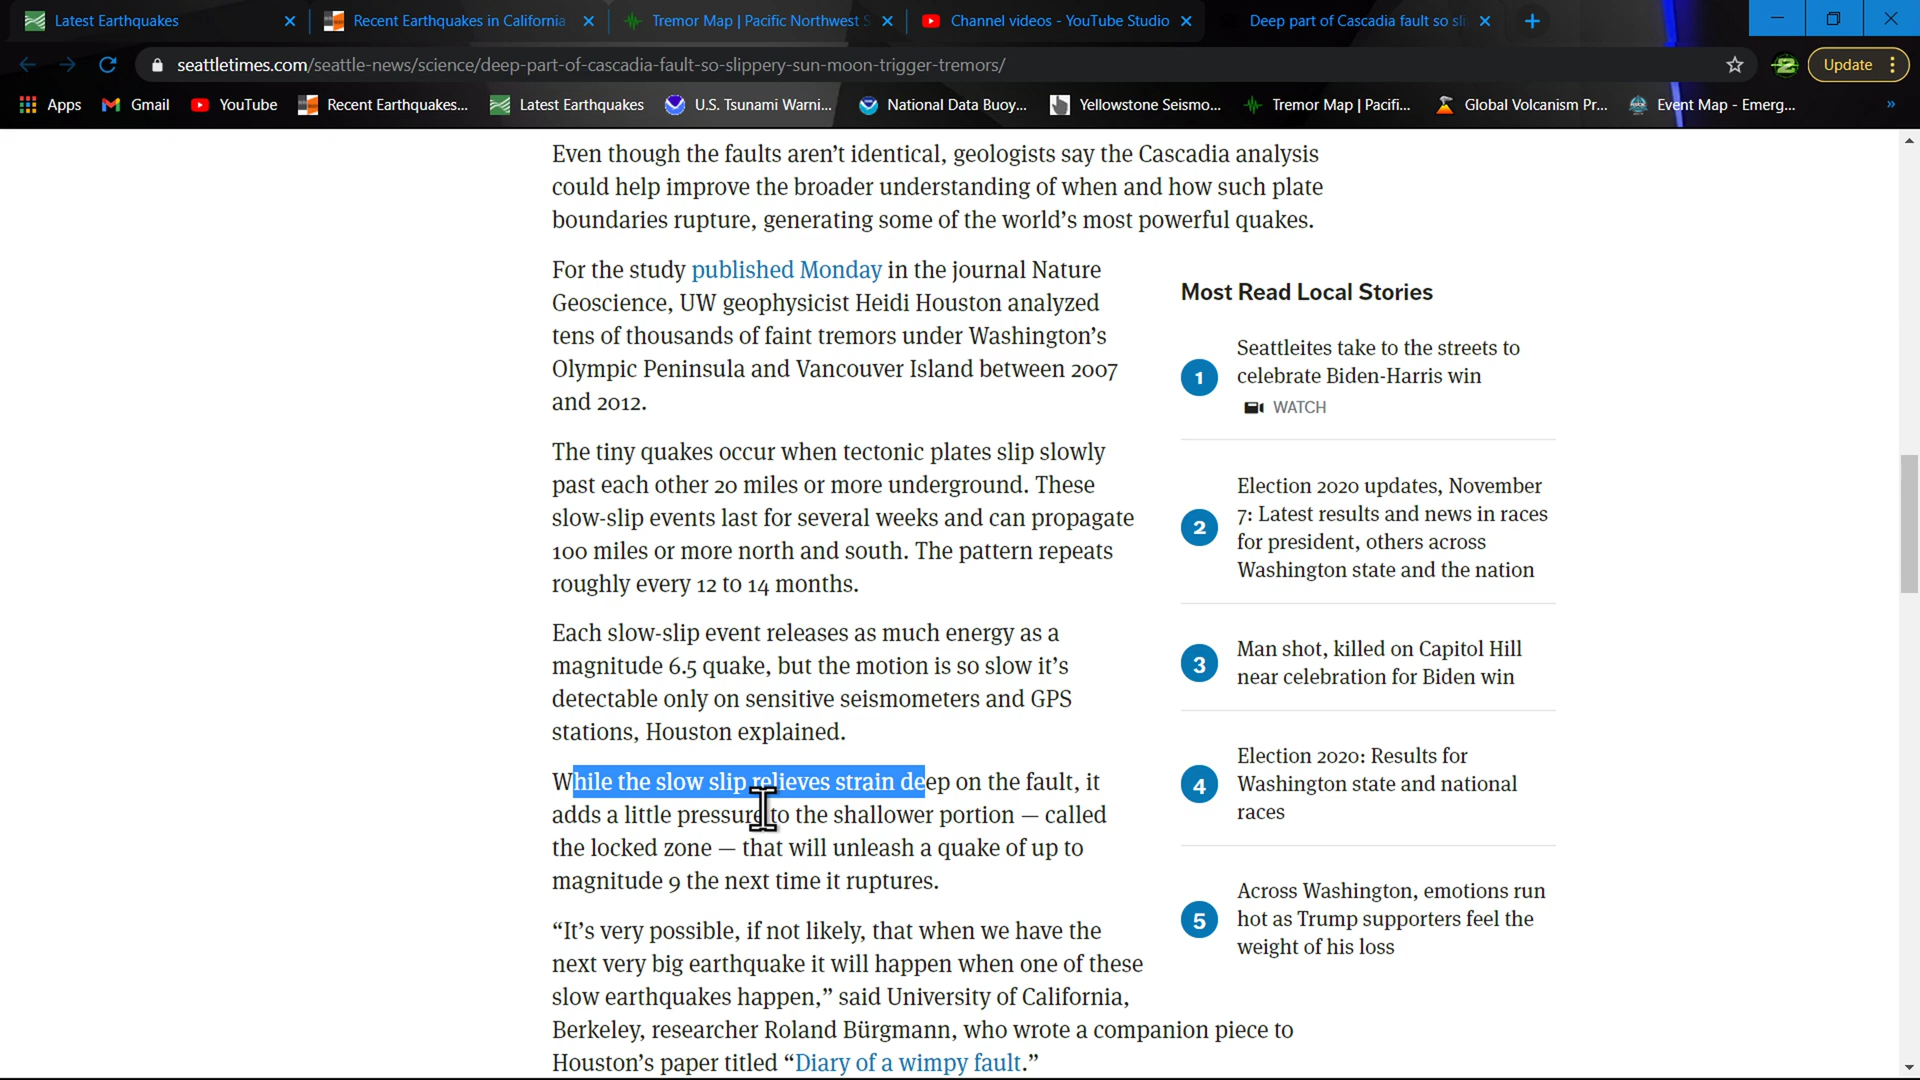 Latest Earthquakes
Recent Earthquakes in California
Tremor Map | Pacific Northwest S
Channel videos - YouTube Studio
Deep part of Cascadia fault so sli
seattletimes.com/seattle-news/science/deep-part-of-cascadia-fault-so-slippery-sun-moon-trigger-tremors/
Update
Apps
Gmail
YouTube
Recent Earthquakes...
Latest Earthquakes
U.S. Tsunami Warni...
National Data Buoy...
Yellowstone Seismo...
Tremor Map | Pacifi...
Global Volcanism Pr...
Event Map - Emerg...
»
Even though the faults aren’t identical, geologists say the Cascadia analysis
could help improve the broader understanding of when and how such plate
boundaries rupture, generating some of the world’s most powerful quakes.
For the study published Monday in the journal Nature
Geoscience, UW geophysicist Heidi Houston analyzed
tens of thousands of faint tremors under Washington’s
Olympic Peninsula and Vancouver Island between 2007
and 2012.
The tiny quakes occur when tectonic plates slip slowly
past each other 20 miles or more underground. These
slow-slip events last for several weeks and can propagate
100 miles or more north and south. The pattern repeats
roughly every 12 to 14 months.
Each slow-slip event releases as much energy as a
magnitude 6.5 quake, but the motion is so slow it’s
detectable only on sensitive seismometers and GPS
stations, Houston explained.
While the slow slip relieves strain deep on the fault, it
adds a little pressure to the shallower portion — called
the locked zone — that will unleash a quake of up to
magnitude 9 the next time it ruptures.
“It’s very possible, if not likely, that when we have the
next very big earthquake it will happen when one of these
slow earthquakes happen,” said University of California,
Berkeley, researcher Roland Bürgmann, who wrote a companion piece to
Houston’s paper titled “Diary of a wimpy fault.”
Most Read Local Stories
1
Seattleites take to the streets to
celebrate Biden-Harris win
WATCH
2
Election 2020 updates, November
7: Latest results and news in races
for president, others across
Washington state and the nation
3
Man shot, killed on Capitol Hill
near celebration for Biden win
4
Election 2020: Results for
Washington state and national
races
5
Across Washington, emotions run
hot as Trump supporters feel the
weight of his loss